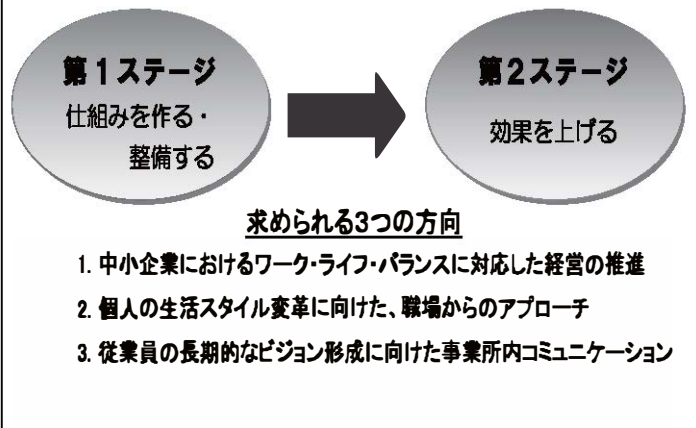 第1ステージ
仕組みを作る・
整備する
第2ステージ
効果を上げる
求められる3つの方向
1. 中小企業におけるワーク・ライフ・バランスに対応した経営の推進
2. 個人の生活スタイル変革に向けた、職場からのアプローチ
3. 従業員の長期的なビジョン形成に向けた事業所内コミュニケーション